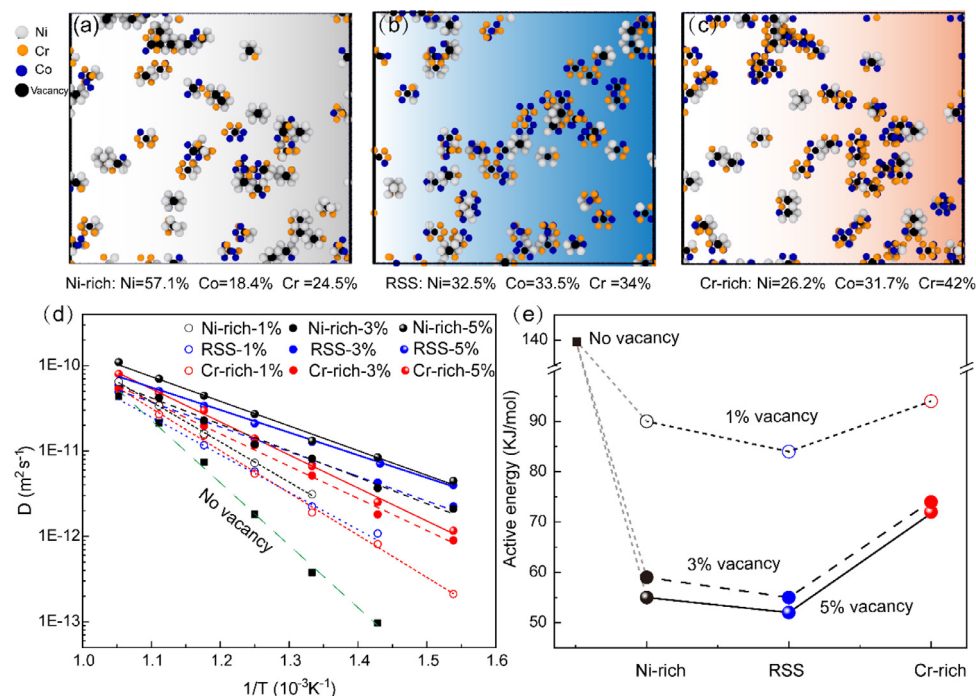 (a)
(b)
(c)
Ni
Cr
Co
Vacancy
Ni-rich: Ni=57.1% Co=18.4% Cr =24.5%
RSS: Ni=32.5% Co=33.5% Cr =34%
Cr-rich: Ni=26.2% Co=31.7% Cr=42%
(d)
Ni-rich-1% Ni-rich-3% Ni-rich-5%
RSS-1% RSS-3% RSS-5%
Cr-rich-1% Cr-rich-3% Cr-rich-5%
1E-10
1E-11
1E-12
1E-13
D (m² s⁻¹)
No vacancy
1.0 1.1 1.2 1.3 1.4 1.5 1.6
1/T (10⁻³K⁻¹)
(e)
140
90
70
50
Active energy (KJ/mol)
No vacancy
1% vacancy
3% vacancy
5% vacancy
Ni-rich RSS Cr-rich